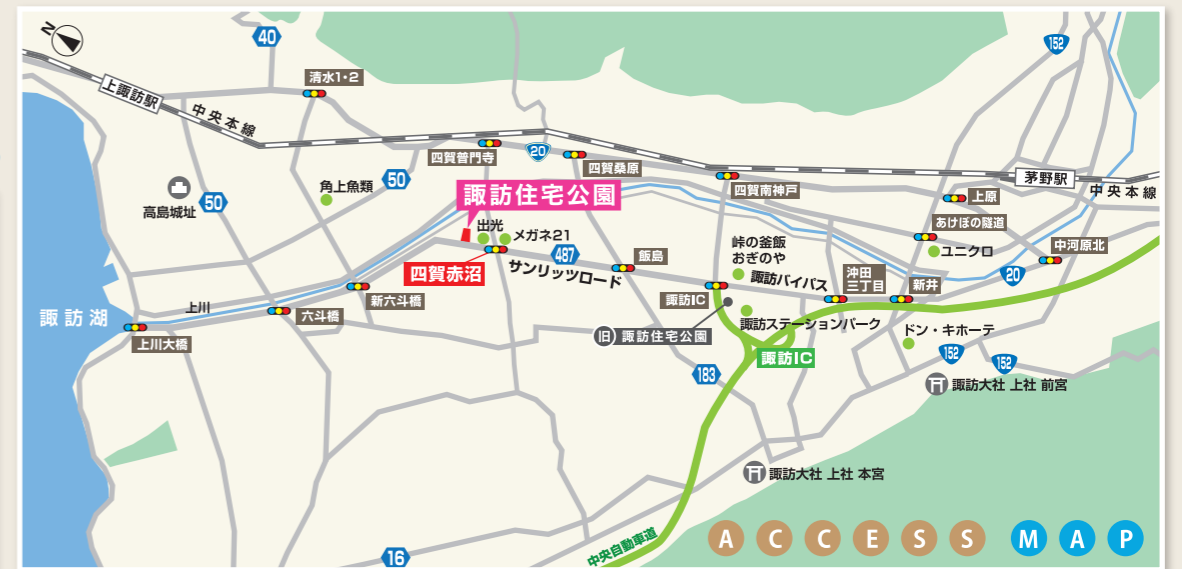 N
40
152
清水1・2
上諏訪駅
中央本線
四賀普門寺
20
四賀桑原
四賀南神戸
茅野駅
中央本線
角上魚類
50
高島城址
50
諏訪住宅公園
上原
あけぼの隧道
ユニクロ
中河原北
20
出光
メガネ21
四賀赤沼
487
サンリッツロード
飯島
峠の釜飯
おぎのや
諏訪バイパス
沖田
三丁目
新井
諏訪IC
新六斗橋
上川
六斗橋
諏訪湖
上川大橋
(旧) 諏訪住宅公園
諏訪ステーションパーク
諏訪IC
ドン・キホーテ
152
152
183
諏訪大社 上社 前宮
諏訪大社 上社 本宮
中央自動車道
16
ACCESS MAP